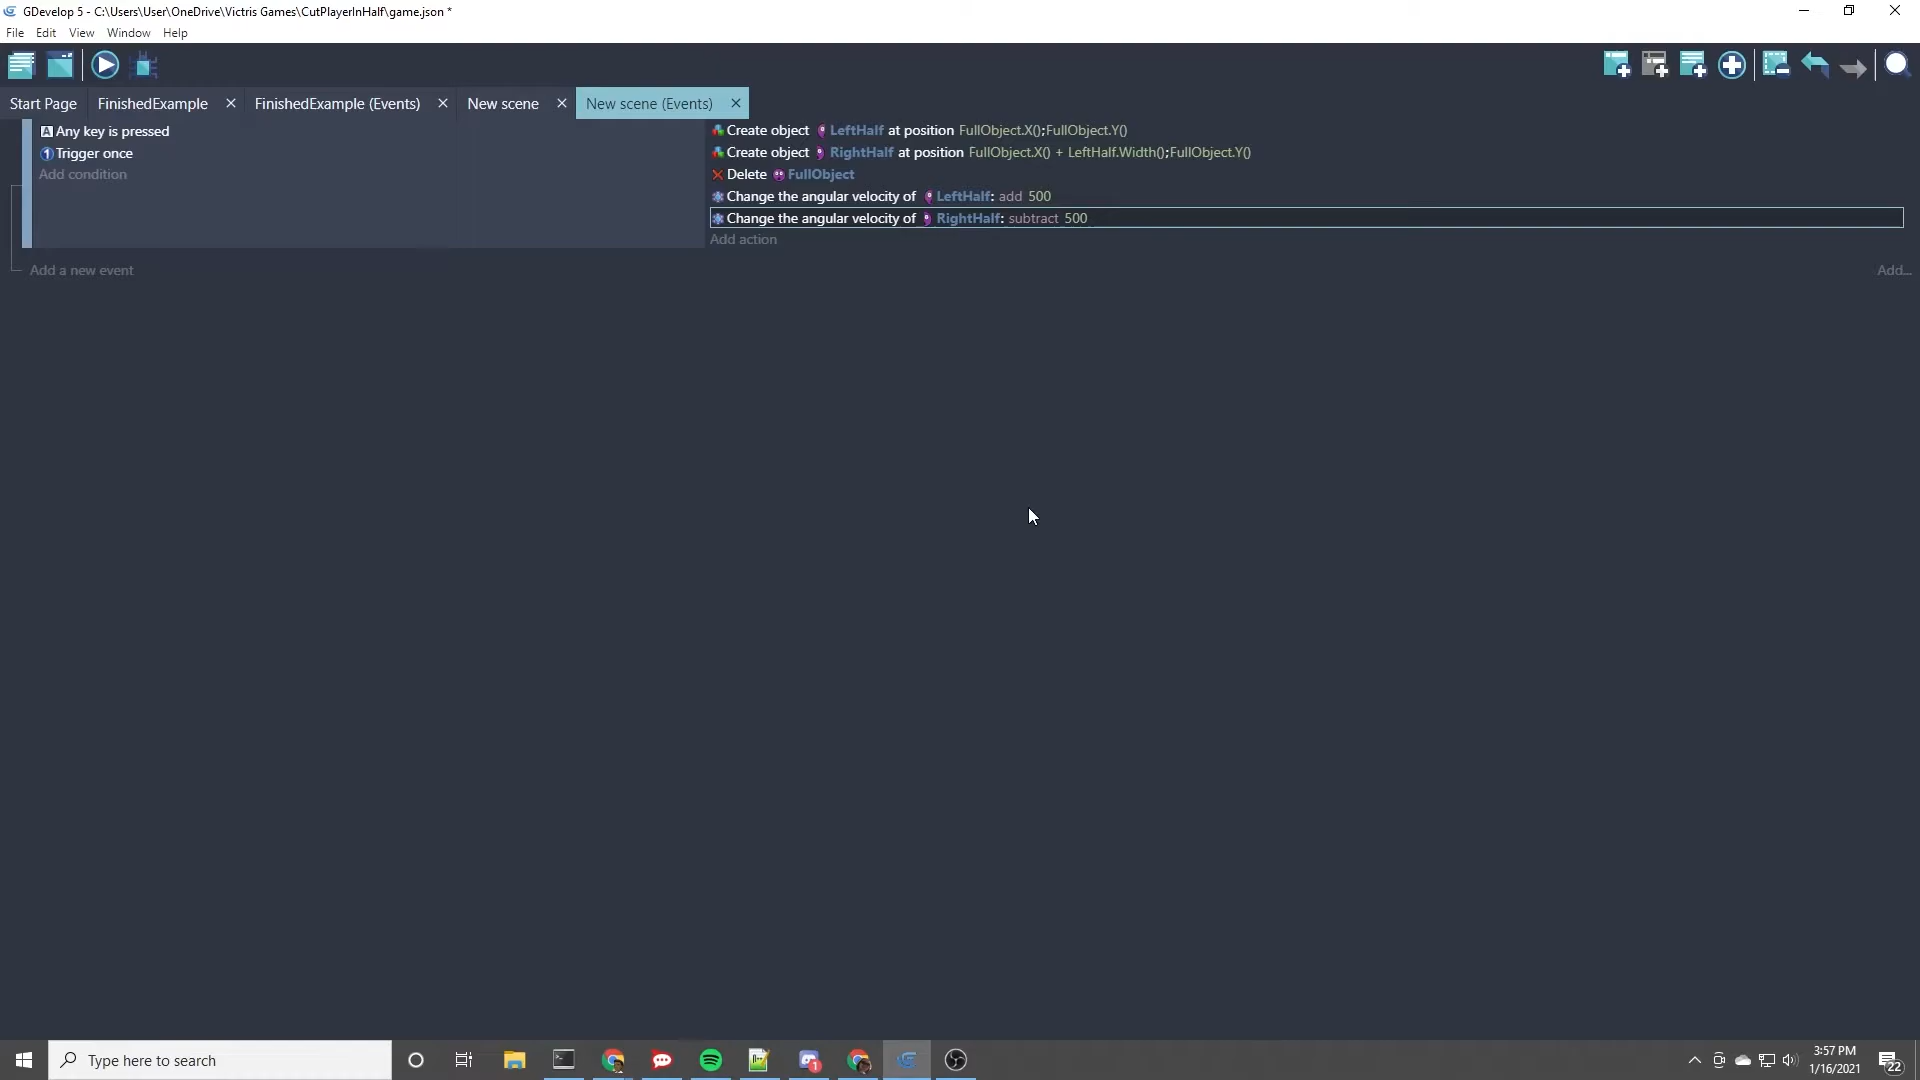 GDevelop 5 - C:\Users\User\OneDrive\Victris Games\CutPlayerInHalf\game.json *
File Edit View Window Help
Start Page FinishedExample FinishedExample (Events) New scene New scene (Events)
Any key is pressed
Trigger once
Add condition
Create object LeftHalf at position FullObject.X();FullObject.Y()
Create object RightHalf at position FullObject.X() + LeftHalf.Width();FullObject.Y()
Delete FullObject
Change the angular velocity of LeftHalf: add 500
Change the angular velocity of RightHalf: subtract 500
Add action
Add a new event Add...
Type here to search
1
3:57 PM
1/16/2021
22